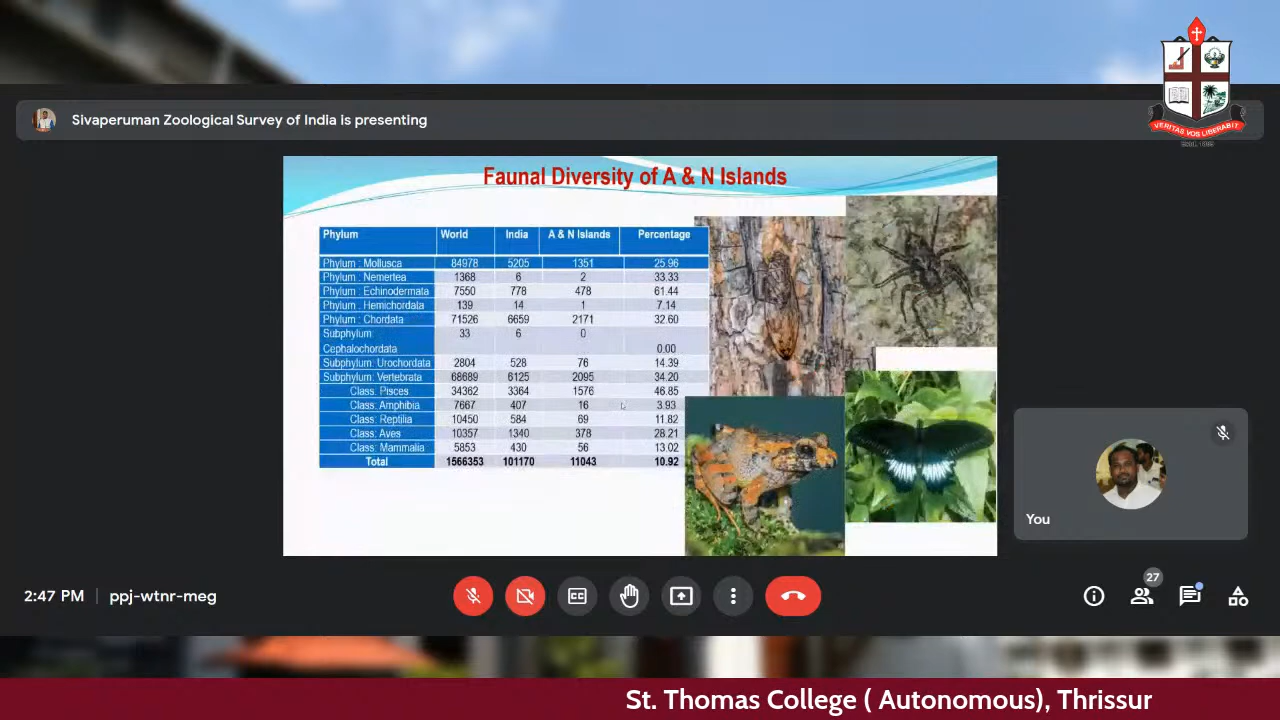 VERITAS VOS LIBERABIT
Sivaperuman Zoological Survey of India is presenting
Faunal Diversity of A & N Islands
Phylum World India A & N Islands Percentage
Phylum : Mollusca 84978 5205 1351 25.96
Phylum : Nemertea 1368 6 2 33.33
Phylum : Echinodermata 7550 778 478 61.44
Phylum : Hemichordata 139 14 1 7.14
Phylum : Chordata 71526 6659 2171 32.60
Subphylum: 33 6 0
Cephalochordata 0.00
Subphylum: Urochordata 2804 528 76 14.39
Subphylum: Vertebrata 68689 6125 2095 34.20
Class: Pisces 34362 3364 1576 46.85
Class: Amphibia 7667 407 16 3.93
Class: Reptilia 10450 584 69 11.82
Class: Aves 10357 1340 378 28.21
Class: Mammalia 5853 430 56 13.02
Total 1566353 101170 11043 10.92
You
2:47 PM | ppj-wtnr-meg
CC
27
St. Thomas College ( Autonomous), Thrissur